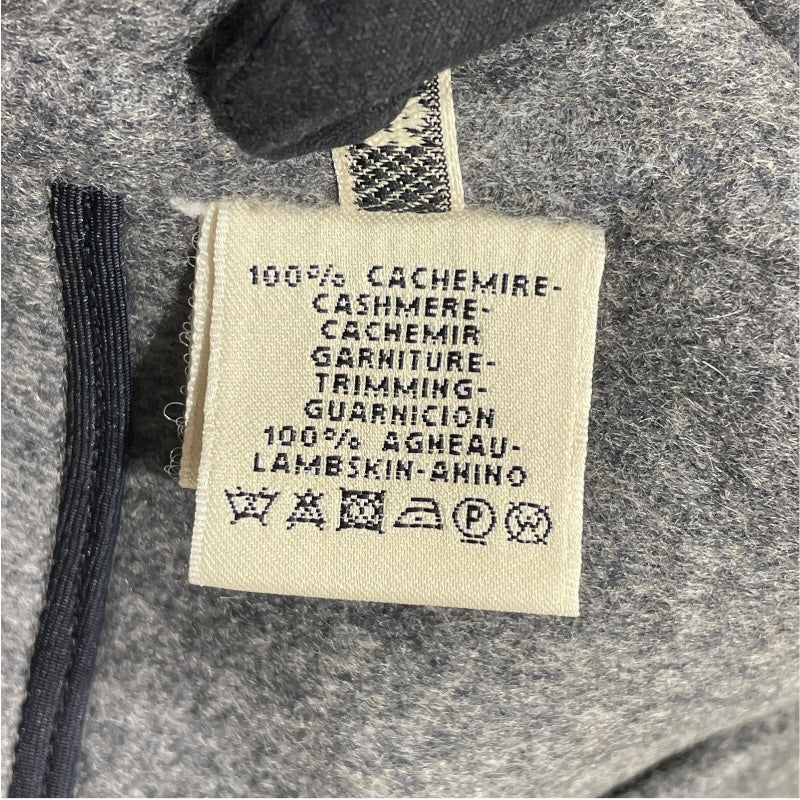 100% CACHEMIRE-
CASHMERE-
CACHEMIR
GARNITURE-
TRIMMING-
GUARNICION
100% AGNEAU-
LAMBSKIN-AHINO
P W